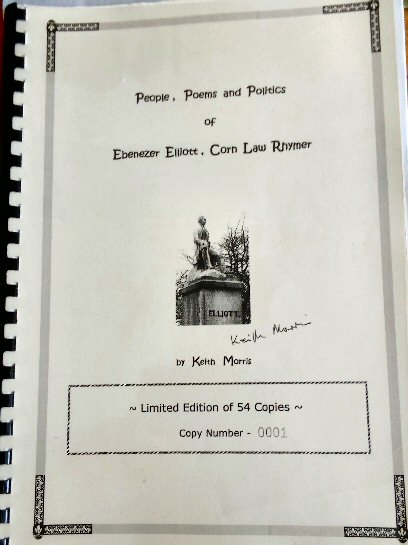 People, Poems and Politics
of
Ebenezer Elliott, Corn Law Rhymer
ELLIOTT.
Keith Morris
by Keith Morris
~ Limited Edition of 54 Copies ~
Copy Number - 0001